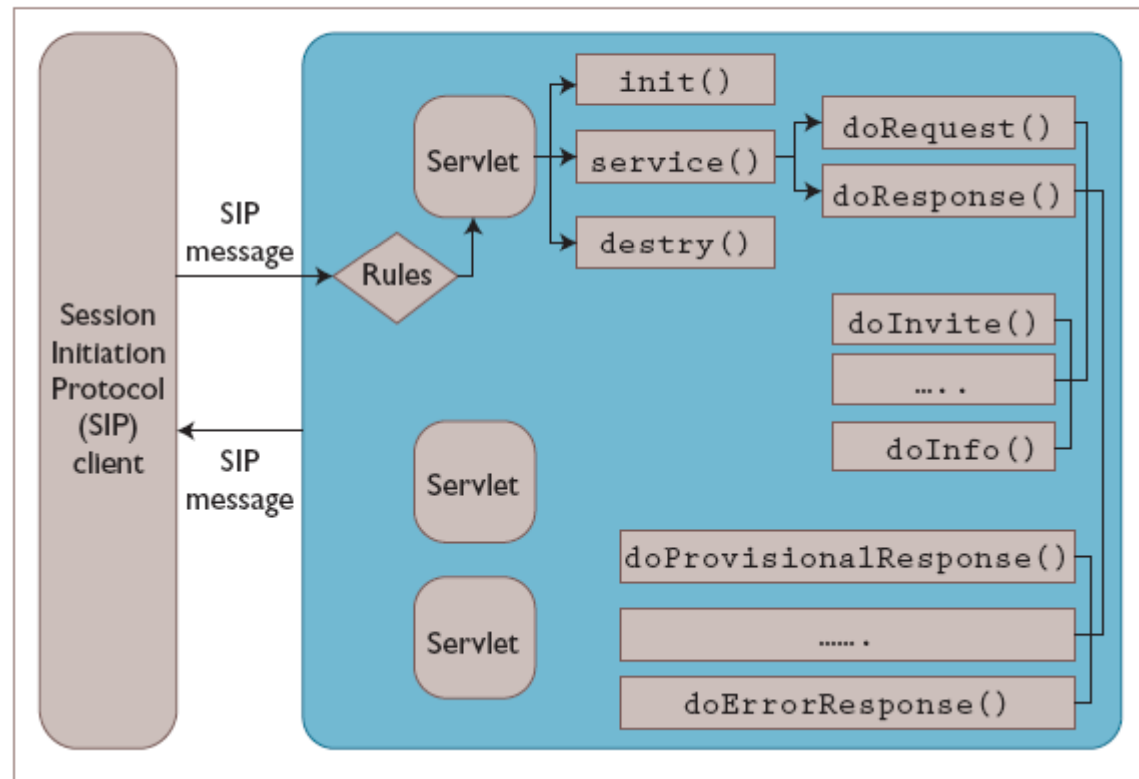 Session
Initiation
Protocol
(SIP)
client
SIP
message
SIP
message
Rules
Servlet
init()
service()
destry()
doRequest()
doResponse()
doInvite()
…..
doInfo()
Servlet
Servlet
doProvisionalResponse()
…….
doErrorResponse()